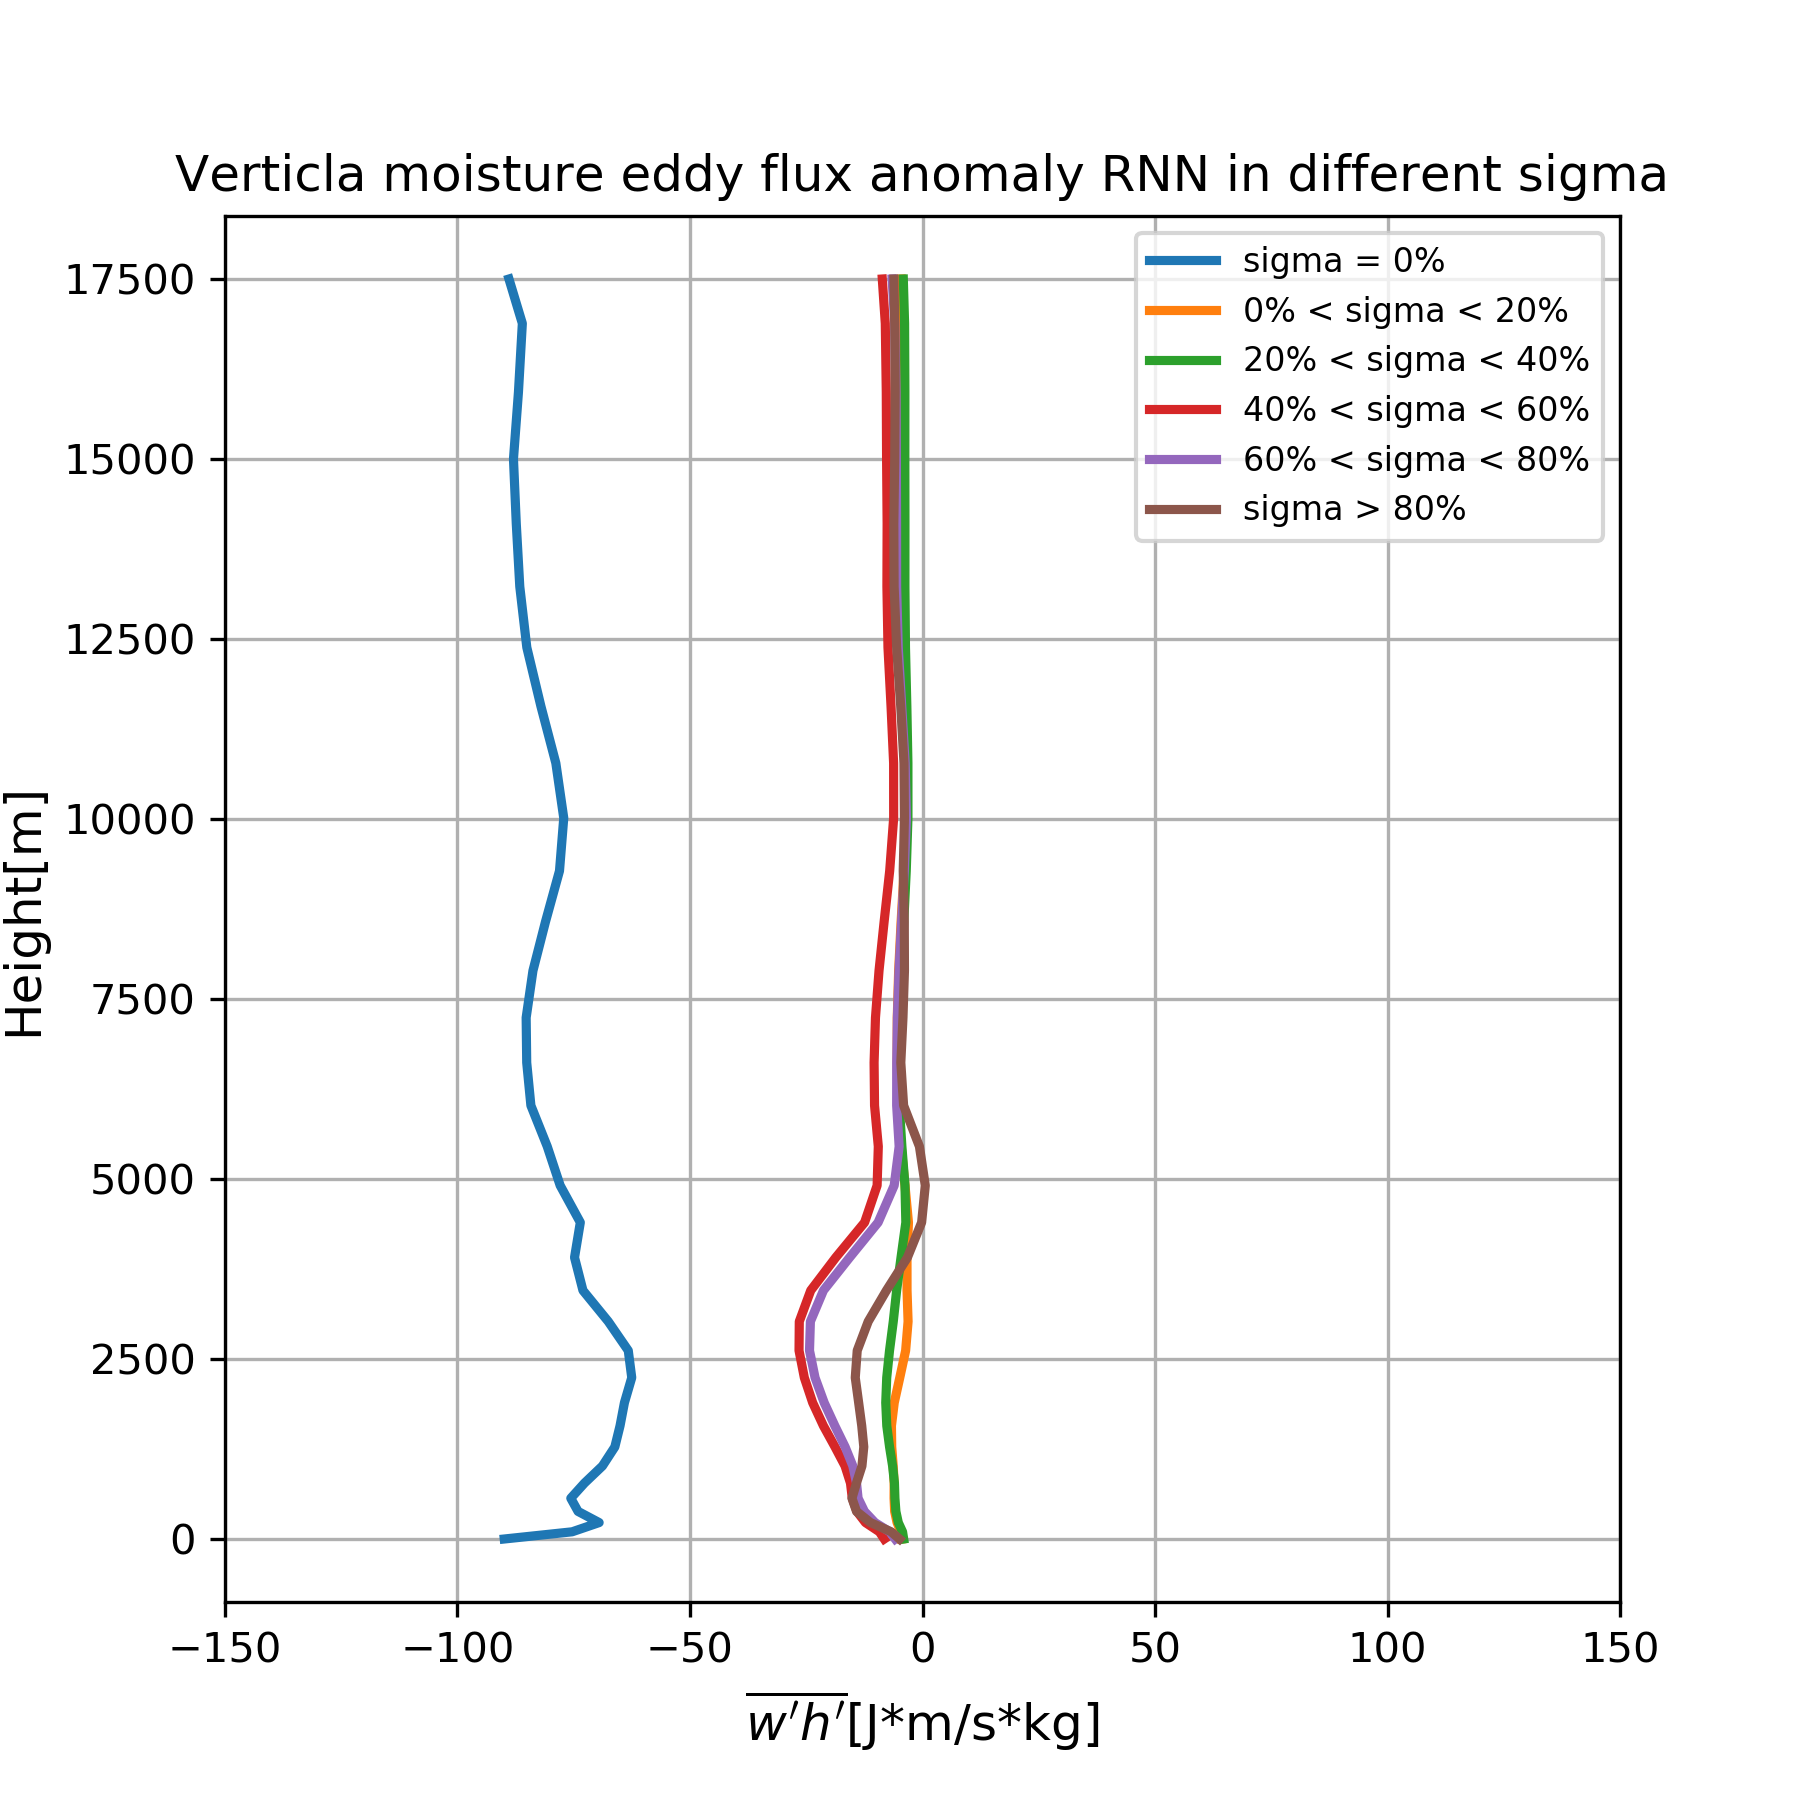 Verticla moisture eddy flux anomaly RNN in different sigma
sigma = 0%
0% < sigma < 20%
20% < sigma < 40%
40% < sigma < 60%
60% < sigma < 80%
sigma > 80%
Height[m]
17500
15000
12500
10000
7500
5000
2500
0
−150
−100
−50
0
50
100
150
w′h′[J*m/s*kg]